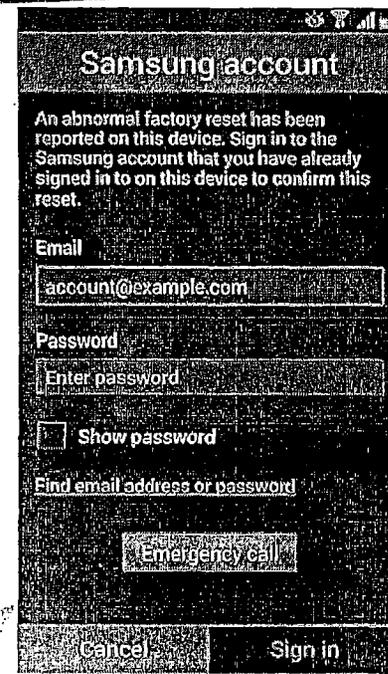 Samsung account
An abnormal factory reset has been
reported on this device. Sign in to the
Samsung account that you have already
signed in to on this device to confirm this
reset.
Email
account@example.com
Password
Enter password
Show password
Find email address or password
Emergency call
Cancel
Sign in